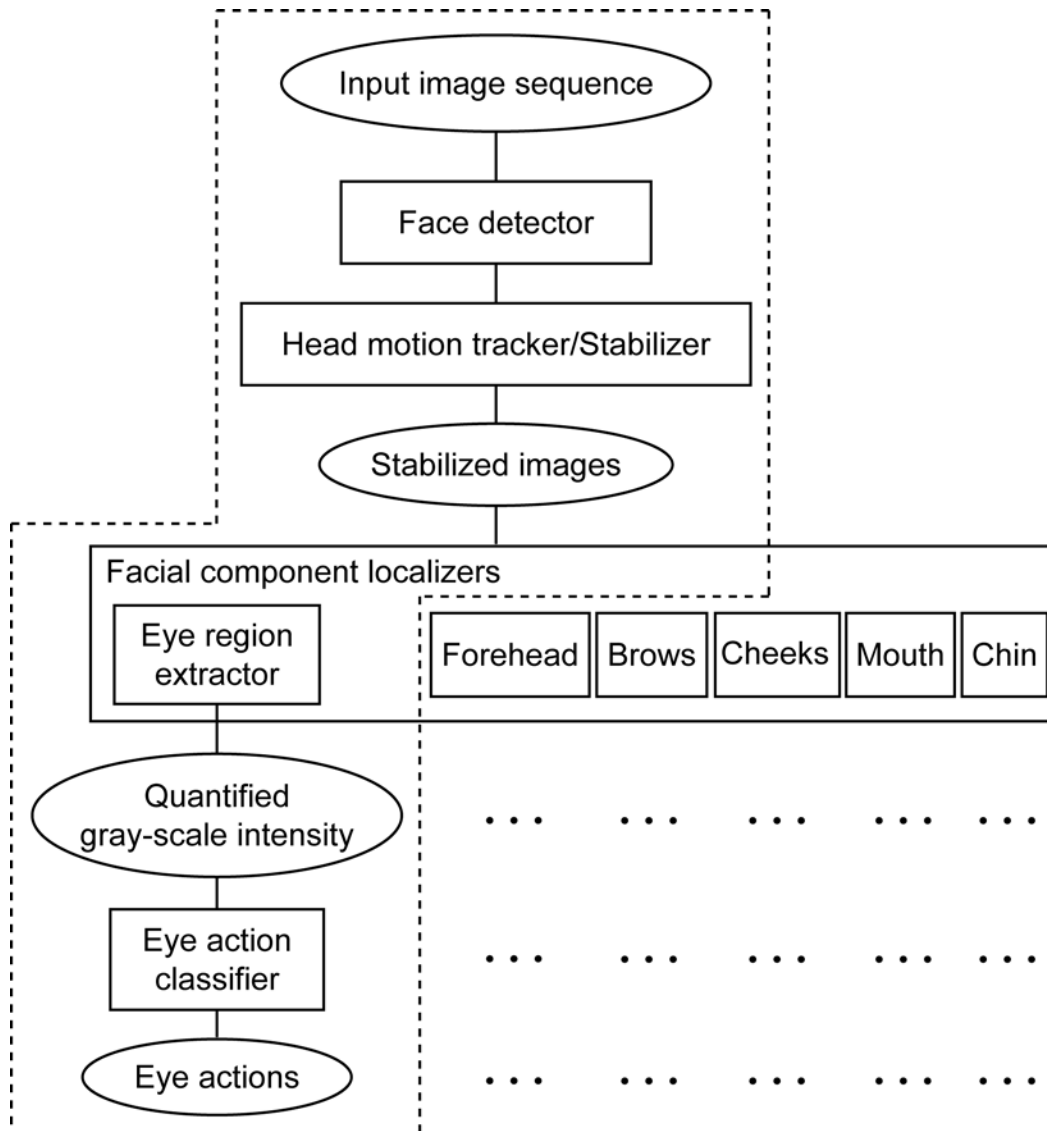 Input image sequence
Face detector
Head motion tracker/Stabilizer
Stabilized images
Facial component localizers
Eye region
extractor
Forehead
Brows
Cheeks
Mouth
Chin
Quantified
gray-scale intensity
. . .
. . .
. . .
. . .
. . .
Eye action
classifier
. . .
. . .
. . .
. . .
. . .
Eye actions
. . .
. . .
. . .
. . .
. . .